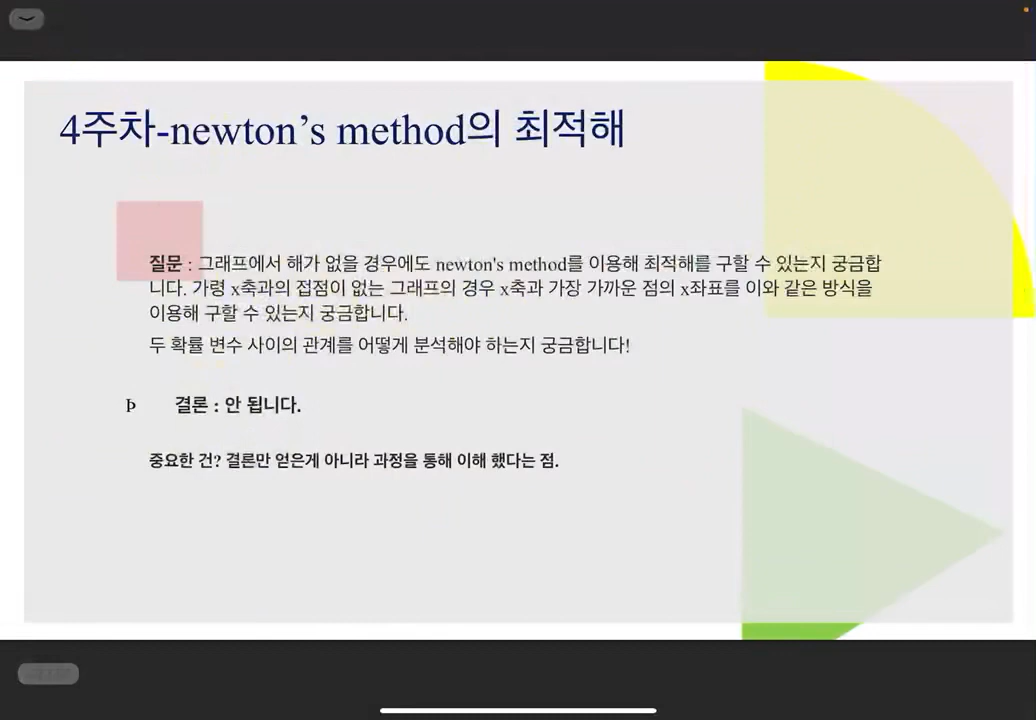 4주차-newton’s method의 최적해
질문 : 그래프에서 해가 없을 경우에도 newton's method를 이용해 최적해를 구할 수 있는지 궁금합
니다. 가령 x축과의 접점이 없는 그래프의 경우 x축과 가장 가까운 점의 x좌표를 이와 같은 방식을
이용해 구할 수 있는지 궁금합니다.
두 확률 변수 사이의 관계를 어떻게 분석해야 하는지 궁금합니다!
Þ 결론 : 안 됩니다.
중요한 건? 결론만 얻은게 아니라 과정을 통해 이해 했다는 점.